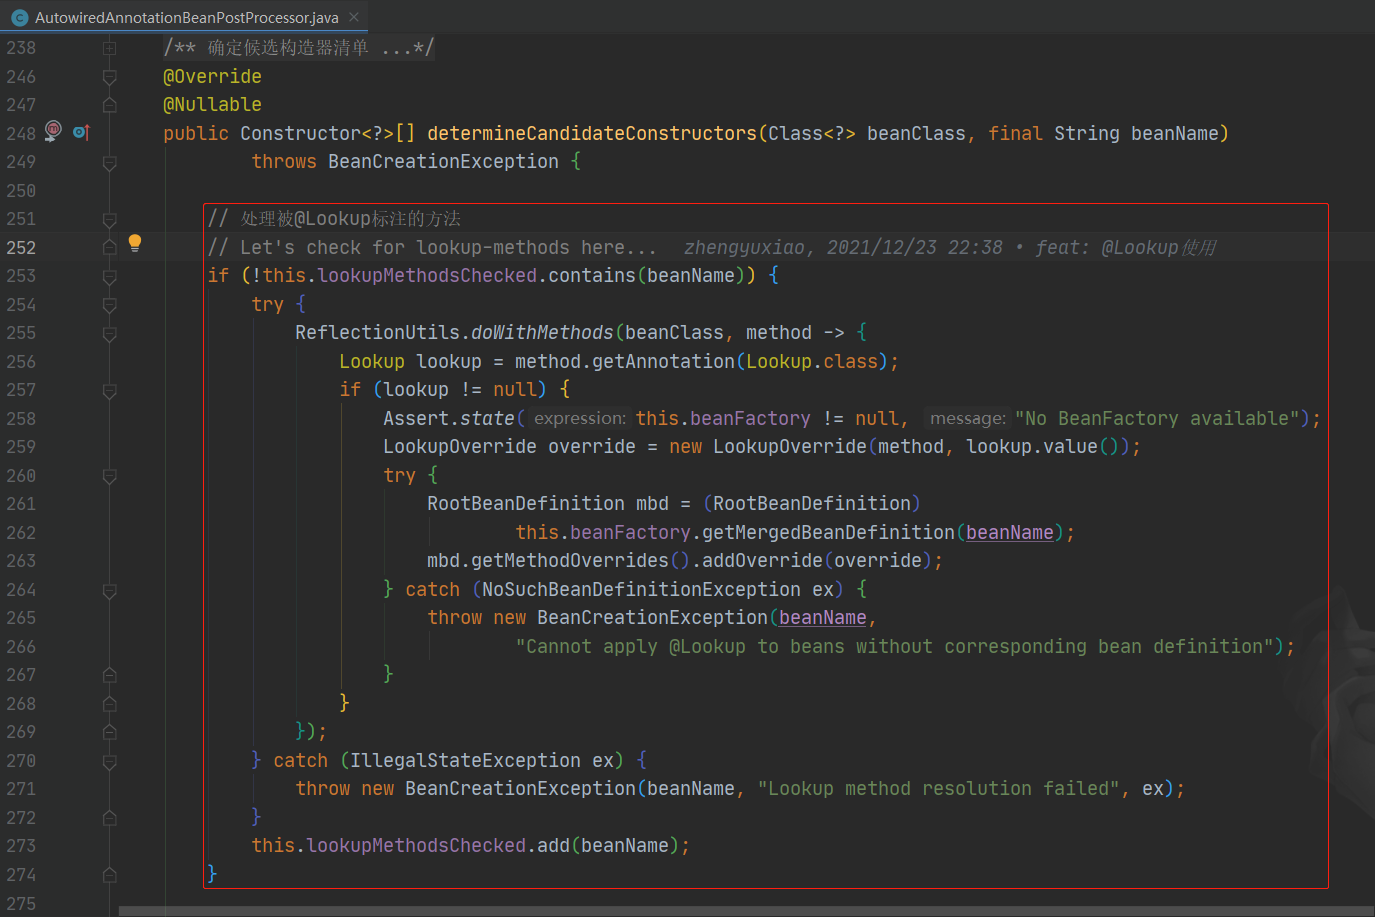 AutowiredAnnotationBeanPostProcessor.java
238 /** 确定候选构造器清单 ...*/
246 @Override
247 @Nullable
248 public Constructor<?>[] determineCandidateConstructors(Class<?> beanClass, final String beanName)
249 throws BeanCreationException {
250
251 // 处理被@Lookup标注的方法
252 // Let's check for lookup-methods here... zhengyuxiao, 2021/12/23 22:38 • feat: @Lookup使用
253 if (!this.lookupMethodsChecked.contains(beanName)) {
254 try {
255 ReflectionUtils.doWithMethods(beanClass, method -> {
256 Lookup lookup = method.getAnnotation(Lookup.class);
257 if (lookup != null) {
258 Assert.state( expression: this.beanFactory != null, message: "No BeanFactory available");
259 LookupOverride override = new LookupOverride(method, lookup.value());
260 try {
261 RootBeanDefinition mbd = (RootBeanDefinition)
262 this.beanFactory.getMergedBeanDefinition(beanName);
263 mbd.getMethodOverrides().addOverride(override);
264 } catch (NoSuchBeanDefinitionException ex) {
265 throw new BeanCreationException(beanName,
266 "Cannot apply @Lookup to beans without corresponding bean definition");
267 }
268 }
269 });
270 } catch (IllegalStateException ex) {
271 throw new BeanCreationException(beanName, "Lookup method resolution failed", ex);
272 }
273 this.lookupMethodsChecked.add(beanName);
274 }
275